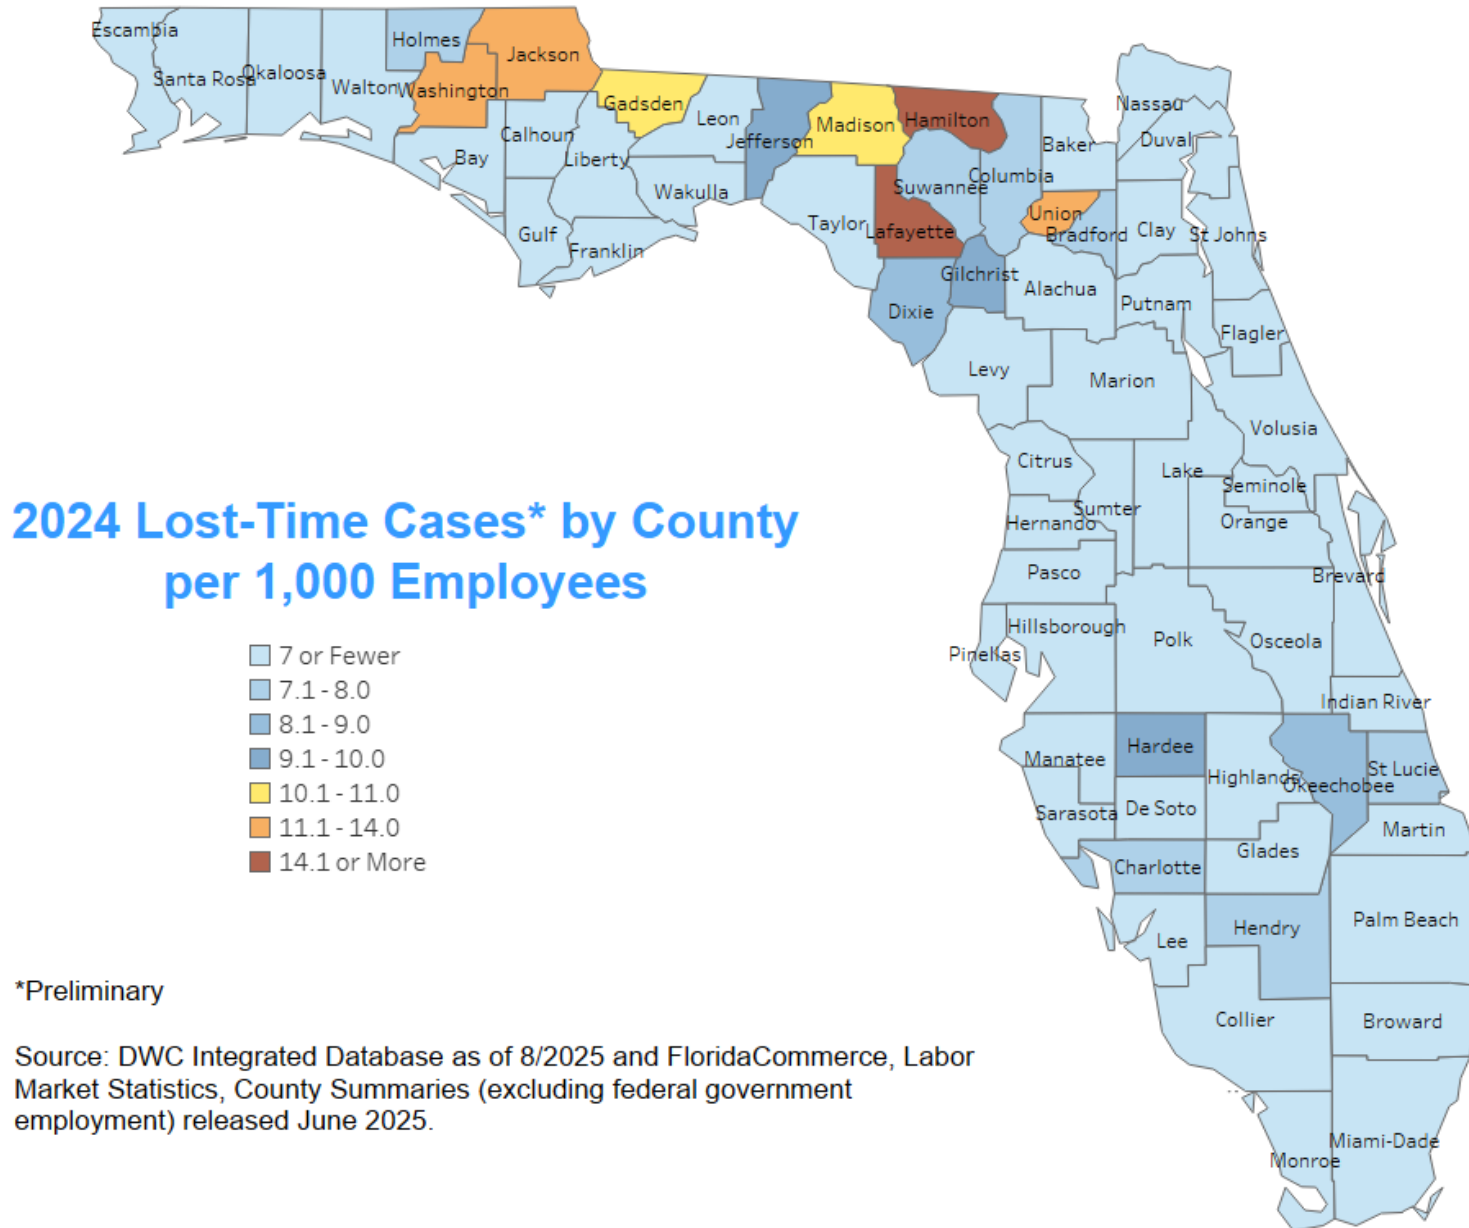 Escambia
Santa Rosa
Okaloosa
Walton
Holmes
Washington
Jackson
Bay
Calhoun
Gulf
Liberty
Franklin
Gadsden
Leon
Wakulla
Jefferson
Madison
Taylor
Hamilton
Suwannee
Lafayette
Columbia
Dixie
Gilchrist
Baker
Union
Bradford
Nassau
Duval
Clay
St Johns
Alachua
Putnam
Flagler
Levy
Marion
Volusia
Citrus
Lake
Seminole
Sumter
Hernando
Orange
Pasco
Brevard
Hillsborough
Pinellas
Polk
Osceola
Indian River
Manatee
Hardee
Highlands
Okeechobee
St Lucie
Sarasota
De Soto
Martin
Charlotte
Glades
Lee
Hendry
Palm Beach
Collier
Broward
Miami-Dade
Monroe
2024 Lost-Time Cases* by County
per 1,000 Employees
7 or Fewer
7.1 - 8.0
8.1 - 9.0
9.1 - 10.0
10.1 - 11.0
11.1 - 14.0
14.1 or More
*Preliminary
Source: DWC Integrated Database as of 8/2025 and FloridaCommerce, Labor
Market Statistics, County Summaries (excluding federal government
employment) released June 2025.